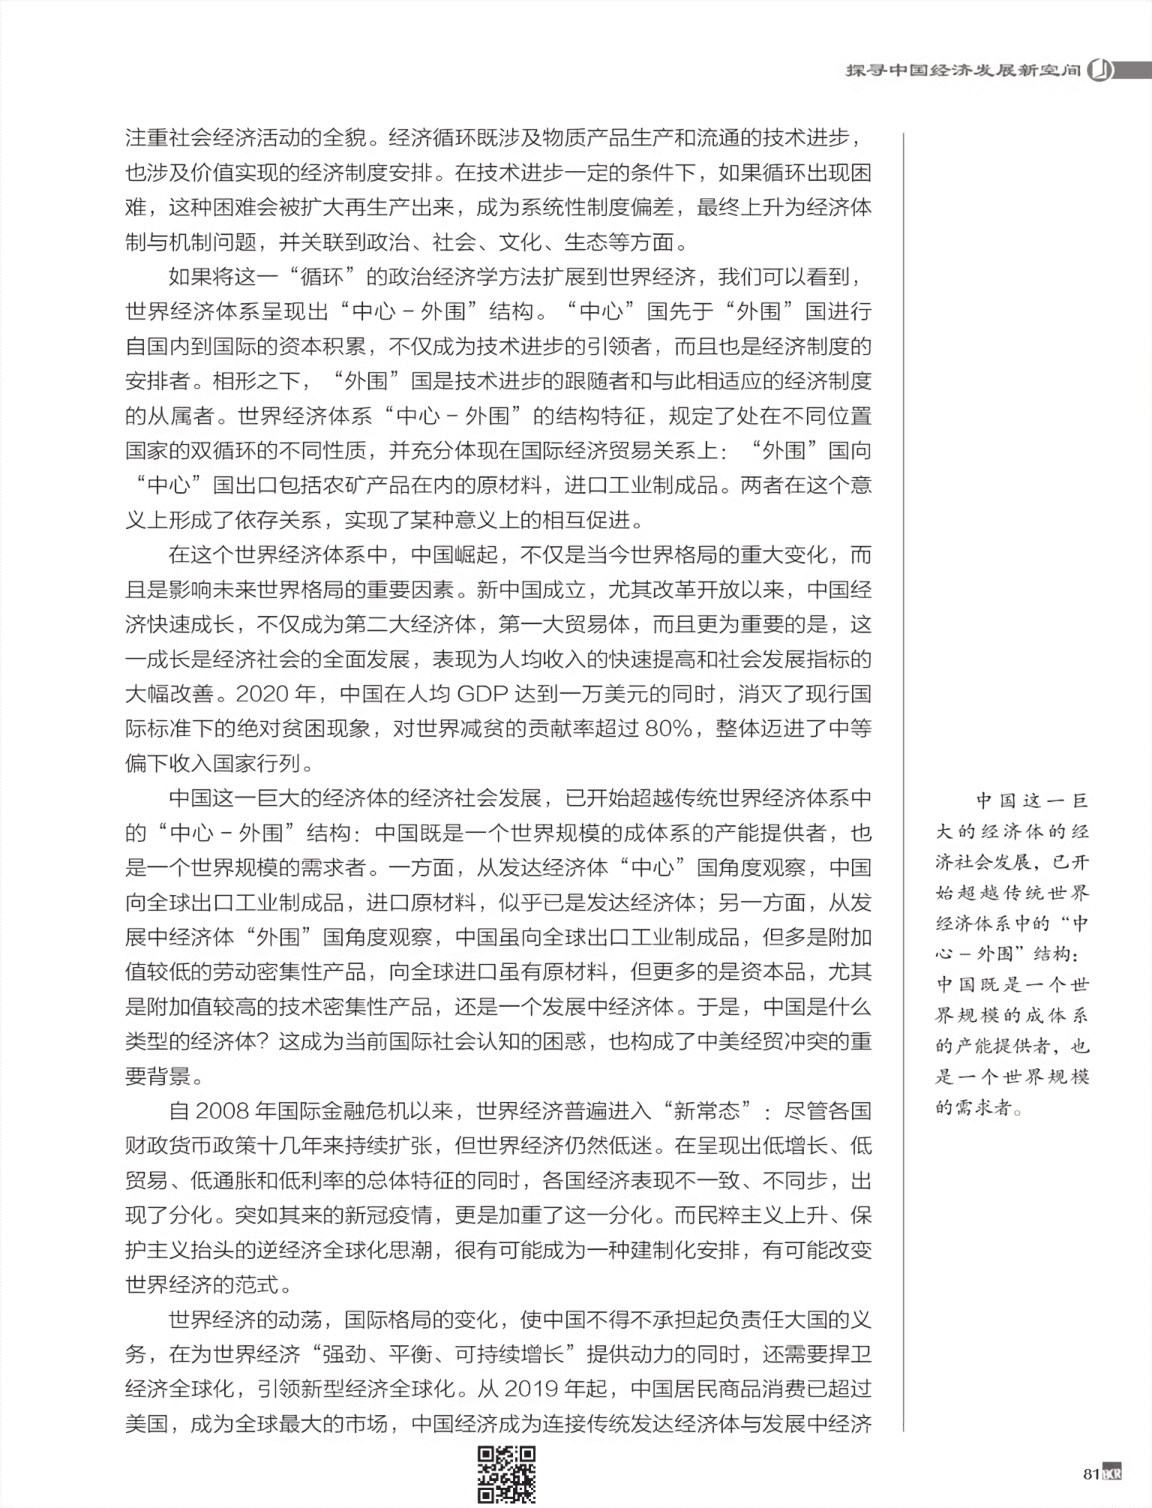 探寻中国经济发展新空间
注重社会经济活动的全貌。经济循环既涉及物质产品生产和流通的技术进步，
也涉及价值实现的经济制度安排。在技术进步一定的条件下，如果循环出现困
难，这种困难会被扩大再生产出来，成为系统性制度偏差，最终上升为经济体
制与机制问题，并关联到政治、社会、文化、生态等方面。
如果将这一“循环”的政治经济学方法扩展到世界经济，我们可以看到，
世界经济体系呈现出“中心－外围”结构。“中心”国先于“外围”国进行
自国内到国际的资本积累，不仅成为技术进步的引领者，而且也是经济制度的
安排者。相形之下，“外围”国是技术进步的跟随者和与此相适应的经济制度
的从属者。世界经济体系“中心－外围”的结构特征，规定了处在不同位置
国家的双循环的不同性质，并充分体现在国际经济贸易关系上：“外围”国向
“中心”国出口包括农矿产品在内的原材料，进口工业制成品。两者在这个意
义上形成了依存关系，实现了某种意义上的相互促进。
在这个世界经济体系中，中国崛起，不仅是当今世界格局的重大变化，而
且是影响未来世界格局的重要因素。新中国成立，尤其改革开放以来，中国经
济快速成长，不仅成为第二大经济体，第一大贸易体，而且更为重要的是，这
一成长是经济社会的全面发展，表现为人均收入的快速提高和社会发展指标的
大幅改善。2020 年，中国在人均 GDP 达到一万美元的同时，消灭了现行国
际标准下的绝对贫困现象，对世界减贫的贡献率超过 80%，整体迈进了中等
偏下收入国家行列。
中国这一巨大的经济体的经济社会发展，已开始超越传统世界经济体系中
的“中心－外围”结构：中国既是一个世界规模的成体系的产能提供者，也
是一个世界规模的需求者。一方面，从发达经济体“中心”国角度观察，中国
向全球出口工业制成品，进口原材料，似乎已是发达经济体；另一方面，从发
展中经济体“外围”国角度观察，中国虽向全球出口工业制成品，但多是附加
值较低的劳动密集性产品，向全球进口虽有原材料，但更多的是资本品，尤其
是附加值较高的技术密集性产品，还是一个发展中经济体。于是，中国是什么
类型的经济体？这成为当前国际社会认知的困惑，也构成了中美经贸冲突的重
要背景。
自 2008 年国际金融危机以来，世界经济普遍进入“新常态”：尽管各国
财政货币政策十几年来持续扩张，但世界经济仍然低迷。在呈现出低增长、低
贸易、低通胀和低利率的总体特征的同时，各国经济表现不一致、不同步，出
现了分化。突如其来的新冠疫情，更是加重了这一分化。而民粹主义上升、保
护主义抬头的逆经济全球化思潮，很有可能成为一种建制化安排，有可能改变
世界经济的范式。
世界经济的动荡，国际格局的变化，使中国不得不承担起负责任大国的义
务，在为世界经济“强劲、平衡、可持续增长”提供动力的同时，还需要捍卫
经济全球化，引领新型经济全球化。从 2019 年起，中国居民商品消费已超过
美国，成为全球最大的市场，中国经济成为连接传统发达经济体与发展中经济
中国这一巨
大的经济体的经
济社会发展，已开
始超越传统世界
经济体系中的“中
心－外围”结构：
中国既是一个世
界规模的成体系
的产能提供者，也
是一个世界规模
的需求者。
81 BCR